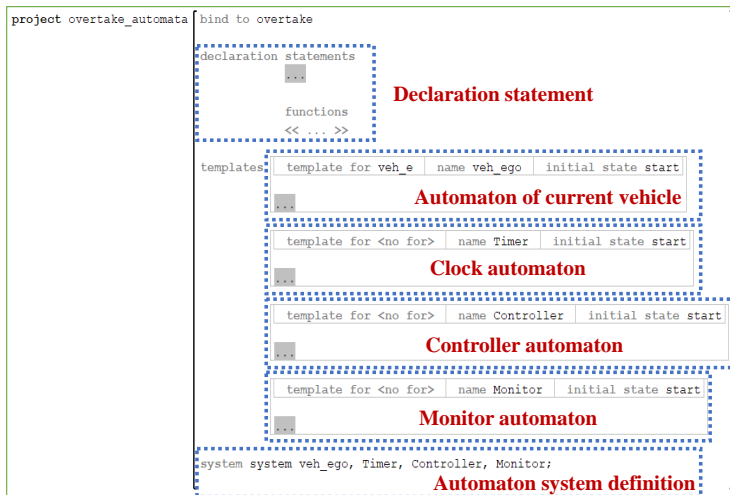 project overtake_automata bind to overtake
declaration statements
...
Declaration statement
functions
<< ... >>
templates template for veh_e name veh_ego initial state start
... Automaton of current vehicle
template for <no for> name Timer initial state start
Clock automaton
...
template for <no for> name Controller initial state start
Controller automaton
...
template for <no for> name Monitor initial state start
Monitor automaton
...
system system veh_ego, Timer, Controller, Monitor;
Automaton system definition